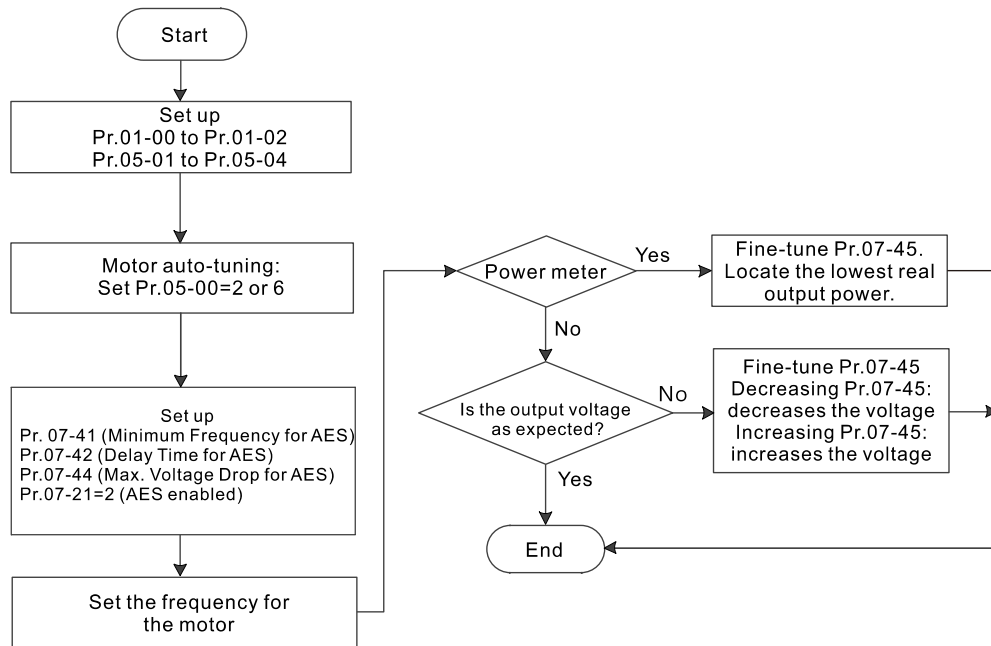 Start
Set up
Pr.01-00 to Pr.01-02
Pr.05-01 to Pr.05-04
Motor auto-tuning:
Set Pr.05-00=2 or 6
Set up
Pr. 07-41 (Minimum Frequency for AES)
Pr.07-42 (Delay Time for AES)
Pr.07-44 (Max. Voltage Drop for AES)
Pr.07-21=2 (AES enabled)
Set the frequency for
the motor
Power meter
Yes
Fine-tune Pr.07-45.
Locate the lowest real
output power.
No
Is the output voltage
as expected?
No
Fine-tune Pr.07-45
Decreasing Pr.07-45:
decreases the voltage
Increasing Pr.07-45:
increases the voltage
Yes
End